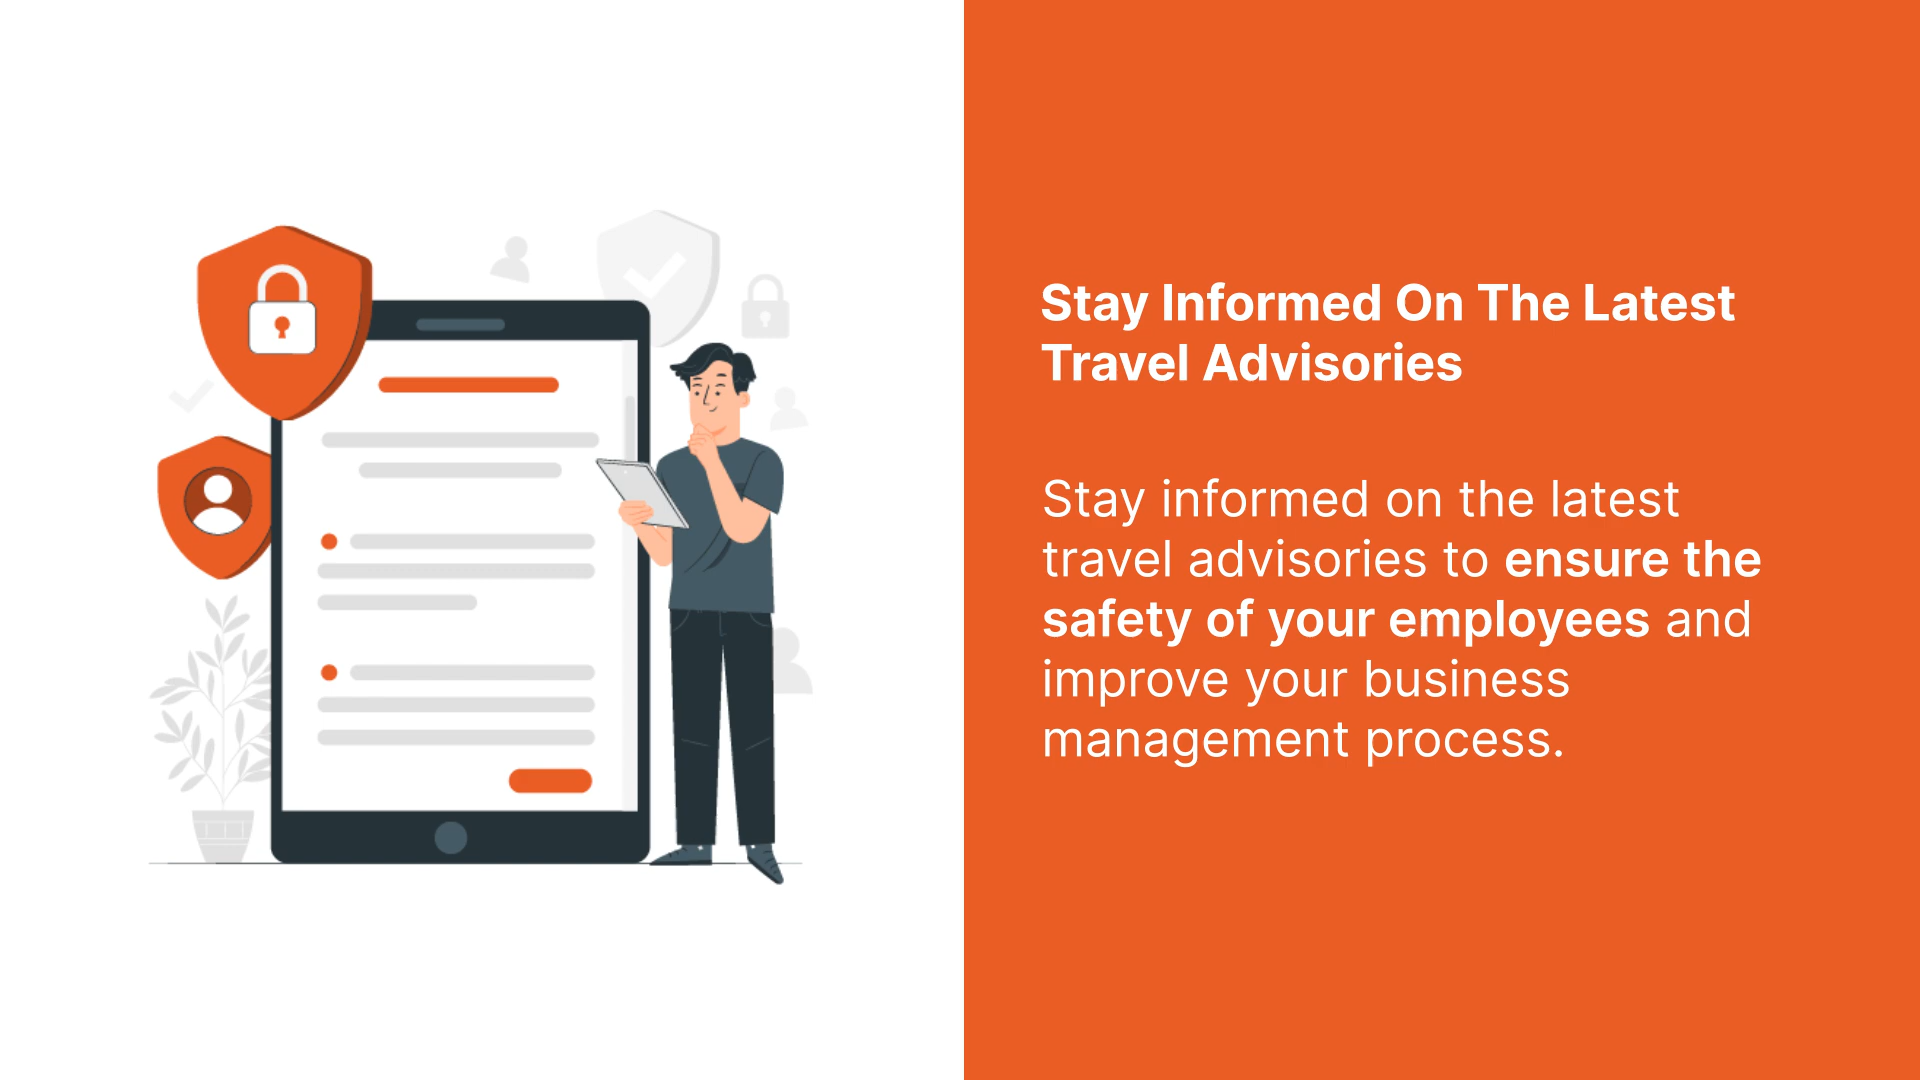 Stay Informed On The Latest
Travel Advisories
Stay informed on the latest
travel advisories to ensure the
safety of your employees and
improve your business
management process.